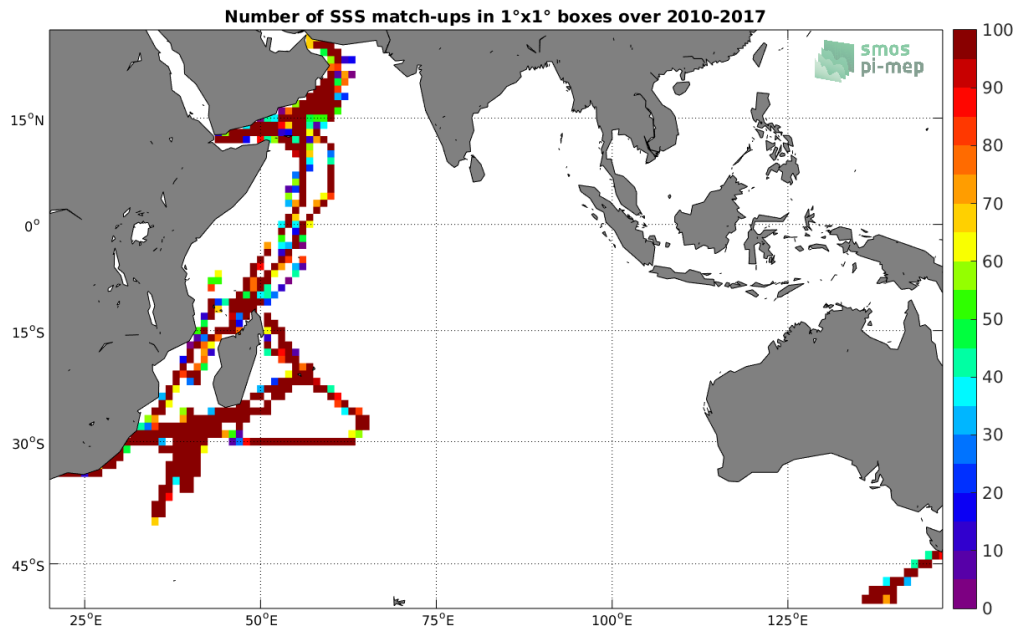 Number of SSS match-ups in 1°x1° boxes over 2010-2017
smos
pi-mep
15°N
0°
15°S
30°S
45°S
25°E
50°E
75°E
100°E
125°E
100
90
80
70
60
50
40
30
20
10
0